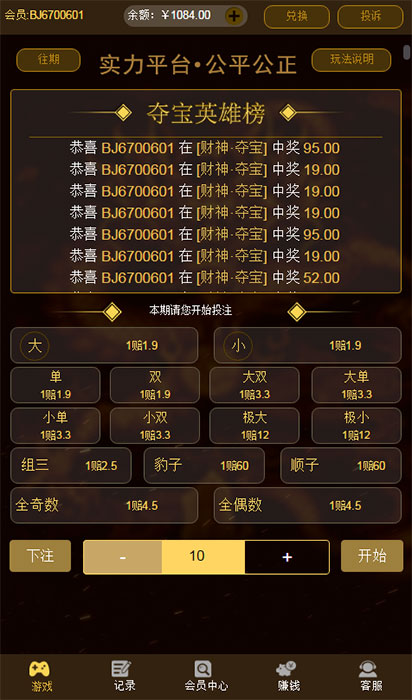 会员:BJ6700601 余额: ￥1084.00 + 兑换 投诉
往期 实力平台·公平公正 玩法说明
夺宝英雄榜
恭喜 BJ6700601 在 [财神·夺宝] 中奖 95.00
恭喜 BJ6700601 在 [财神·夺宝] 中奖 19.00
恭喜 BJ6700601 在 [财神·夺宝] 中奖 19.00
恭喜 BJ6700601 在 [财神·夺宝] 中奖 19.00
恭喜 BJ6700601 在 [财神·夺宝] 中奖 95.00
恭喜 BJ6700601 在 [财神·夺宝] 中奖 19.00
恭喜 BJ6700601 在 [财神·夺宝] 中奖 52.00
本期请您开始投注
大 1赔1.9 小 1赔1.9
单 双 大双 大单
1赔1.9 1赔1.9 1赔3.3 1赔3.3
小单 小双 极大 极小
1赔3.3 1赔3.3 1赔12 1赔12
组三 1赔2.5 豹子 1赔60 顺子 1赔60
全奇数 1赔4.5 全偶数 1赔4.5
下注 - 10 + 开始
游戏 记录 会员中心 赚钱 客服